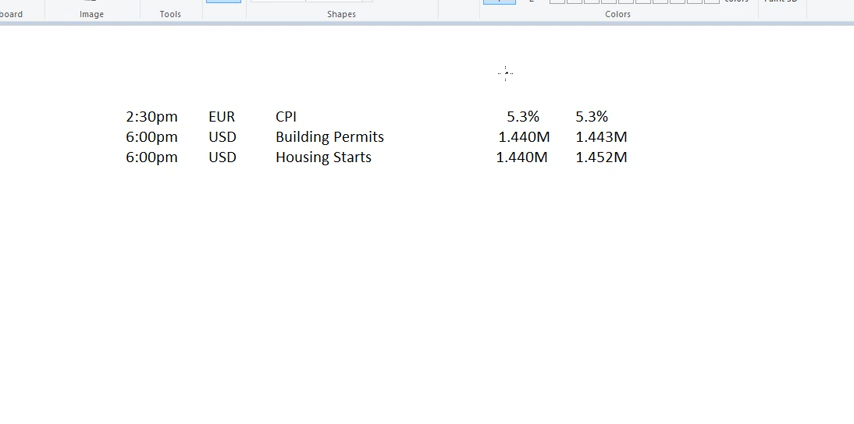 Image Tools Shapes Colors
2:30pm EUR CPI 5.3% 5.3%
6:00pm USD Building Permits 1.440M 1.443M
6:00pm USD Housing Starts 1.440M 1.452M